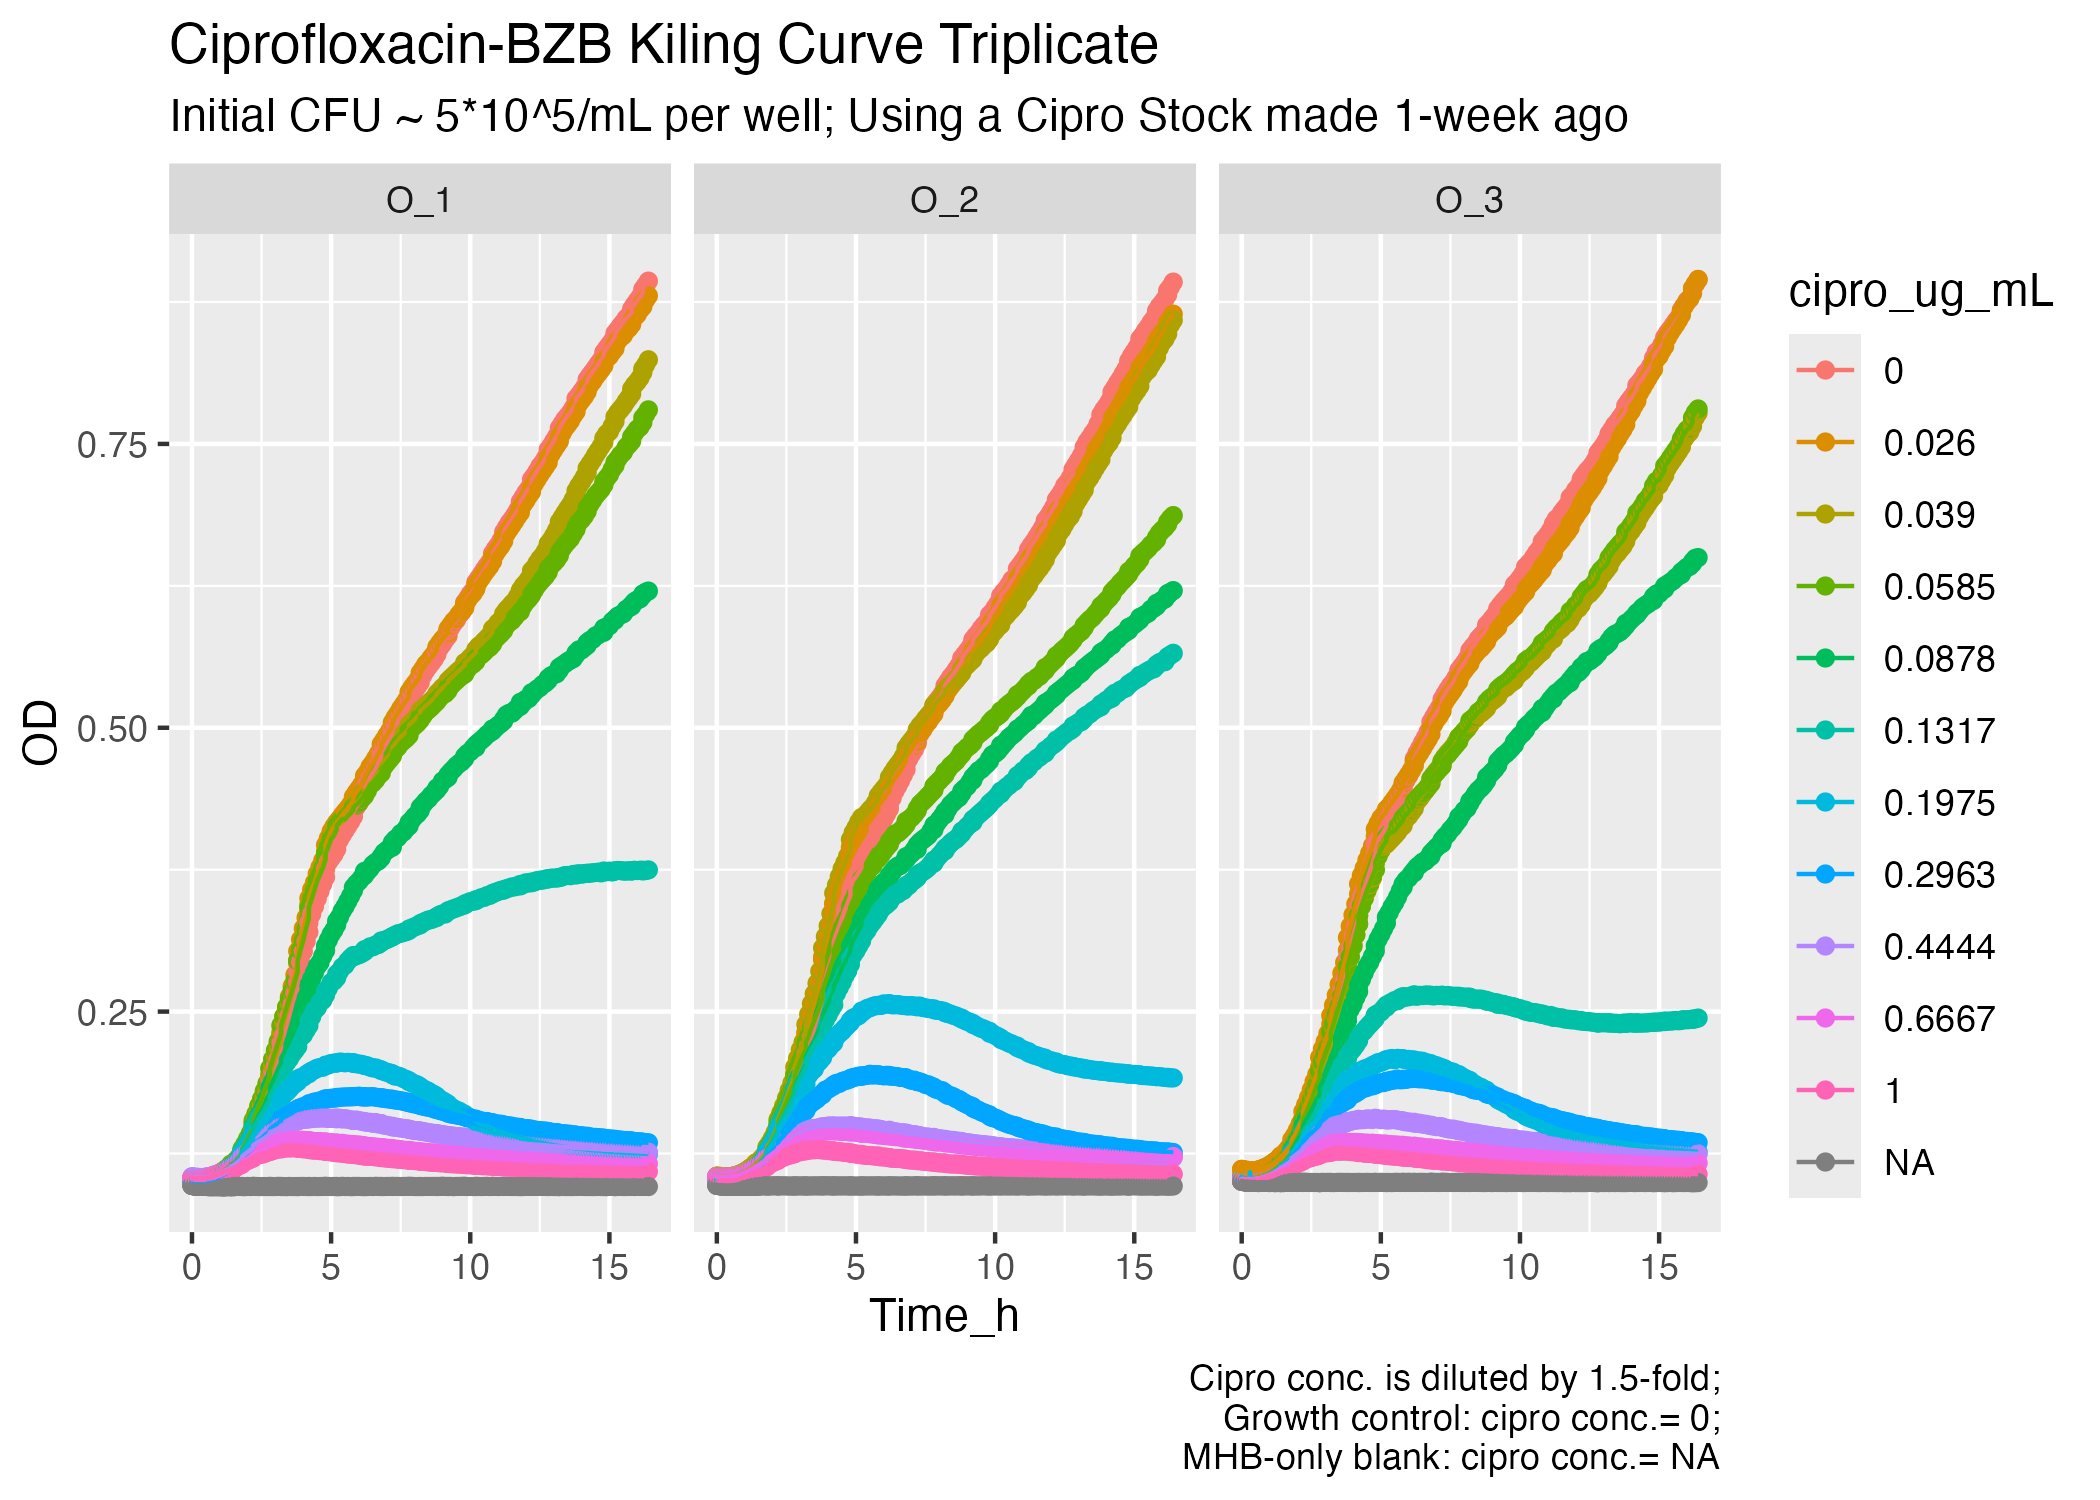 Ciprofloxacin-BZB Kiling Curve Triplicate
Initial CFU ~ 5*10^5/mL per well; Using a Cipro Stock made 1-week ago
O_1
O_2
O_3
OD
0.75
0.50
0.25
0
5
10
15
0
5
10
15
0
5
10
15
Time_h
cipro_ug_mL
0
0.026
0.039
0.0585
0.0878
0.1317
0.1975
0.2963
0.4444
0.6667
1
NA
Cipro conc. is diluted by 1.5-fold;
Growth control: cipro conc.= 0;
MHB-only blank: cipro conc.= NA